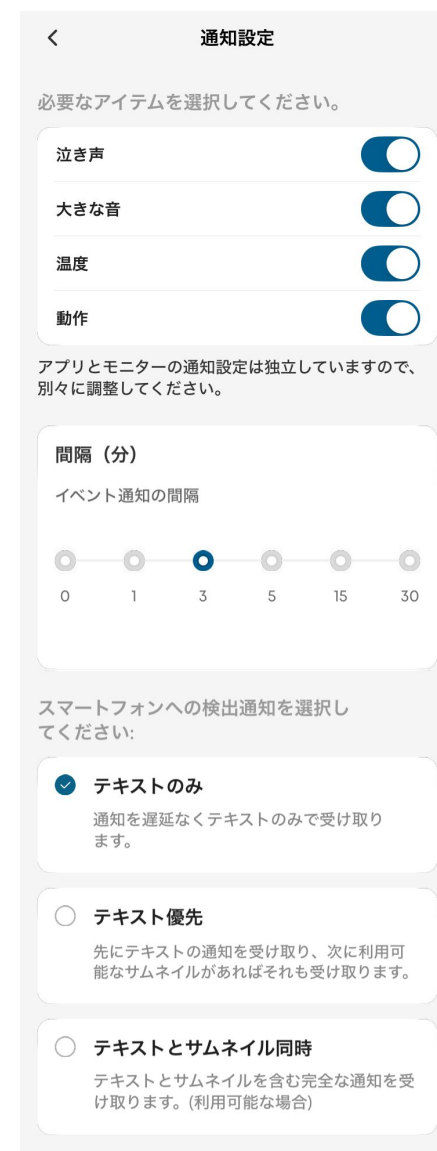 通知設定
必要なアイテムを選択してください。
泣き声
大きな音
温度
動作
アプリとモニターの通知設定は独立していますので、
別々に調整してください。
間隔（分）
イベント通知の間隔
0 1 3 5 15 30
スマートフォンへの検出通知を選択し
てください:
テキストのみ
通知を遅延なくテキストのみで受け取り
ます。
テキスト優先
先にテキストの通知を受け取り、次に利用可
能なサムネイルがあればそれも受け取ります。
テキストとサムネイル同時
テキストとサムネイルを含む完全な通知を受
け取ります。(利用可能な場合)